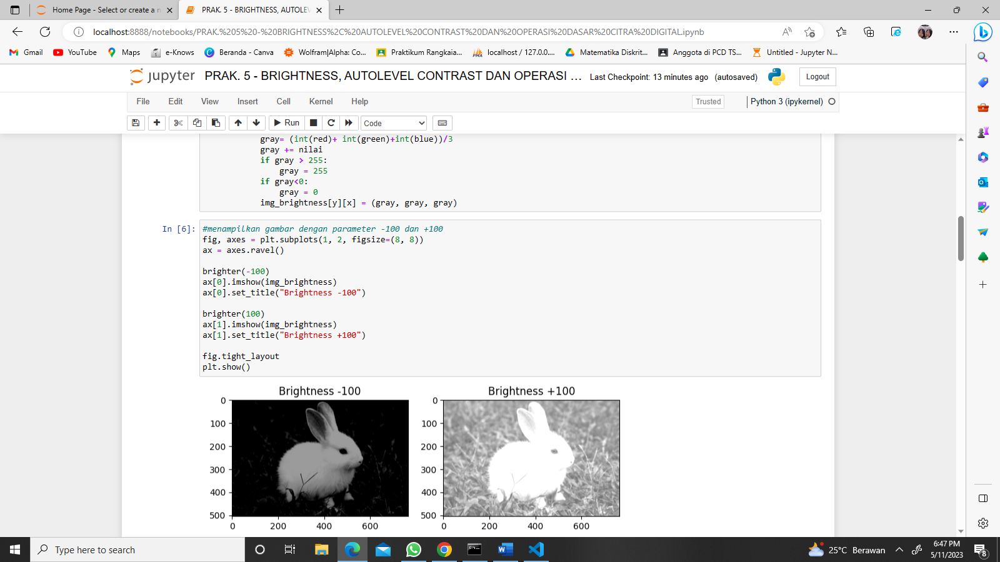 Home Page - Select or create a n
PRAK. 5 - BRIGHTNESS, AUTOLEV
localhost:8888/notebooks/PRAK.%205%20-%20BRIGHTNESS%2C%20AUTOLEVEL%20CONTRAST%20DAN%20OPERASI%20DASAR%20CITRA%20DIGITAL.ipynb
Gmail YouTube Maps e-Knows Beranda - Canva Wolfram|Alpha: Co... Praktikum Rangkaia... localhost / 127.0.0.... Matematika Diskrit... Anggota di PCD TS... Untitled - Jupyter N...
jupyter PRAK. 5 - BRIGHTNESS, AUTOLEVEL CONTRAST DAN OPERASI ... Last Checkpoint: 13 minutes ago (autosaved) Logout
File Edit View Insert Cell Kernel Help Trusted Python 3 (ipykernel)
Run Code
gray= (int(red)+ int(green)+int(blue))/3
gray += nilai
if gray > 255:
gray = 255
if gray<0:
gray = 0
img_brightness[y][x] = (gray, gray, gray)
In [6]: #menampilkan gambar dengan parameter -100 dan +100
fig, axes = plt.subplots(1, 2, figsize=(8, 8))
ax = axes.ravel()
brighter(-100)
ax[0].imshow(img_brightness)
ax[0].set_title("Brightness -100")
brighter(100)
ax[1].imshow(img_brightness)
ax[1].set_title("Brightness +100")
fig.tight_layout
plt.show()
Brightness -100
0
100
200
300
400
500
0 200 400 600
Brightness +100
0
100
200
300
400
500
0 200 400 600
Type here to search
25°C Berawan
6:47 PM
5/11/2023
8